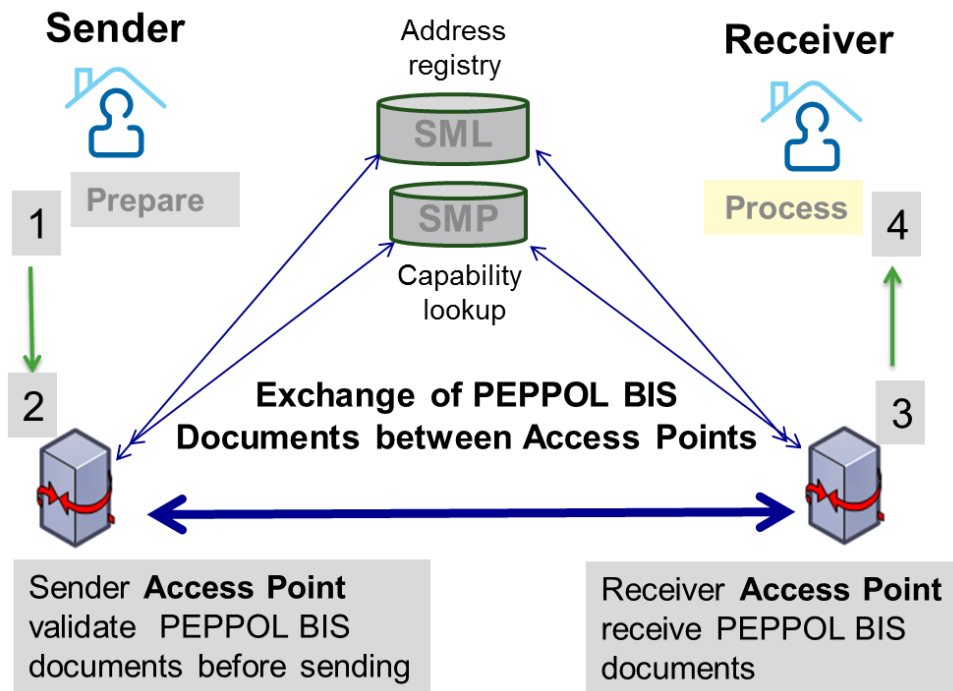 Sender
Address
registry
Receiver
SML
Prepare
SMP
Process
1
4
Capability
lookup
2
Exchange of PEPPOL BIS
Documents between Access Points
3
Sender Access Point
validate PEPPOL BIS
documents before sending
Receiver Access Point
receive PEPPOL BIS
documents